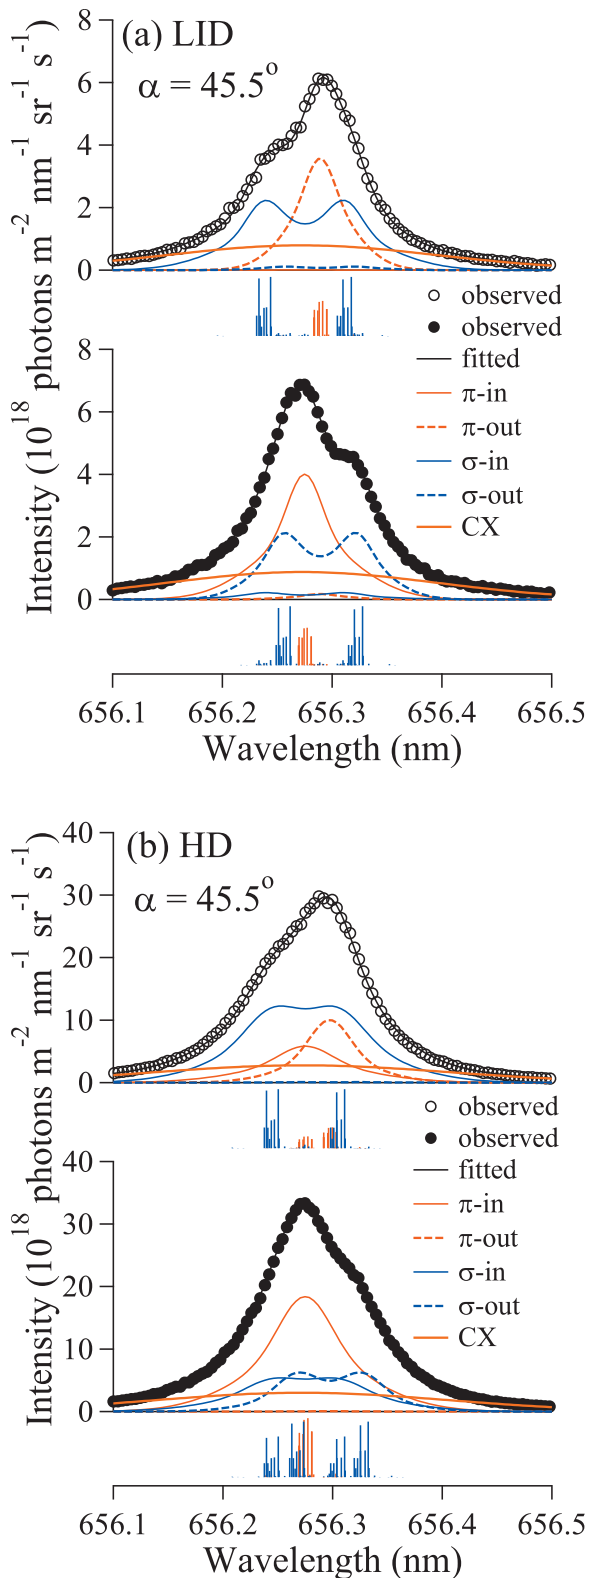 (a) LID
α = 45.5°
8
6
4
2
0
Intensity (10^18 photons m^-2 nm^-1 sr^-1 s^-1)
observed
observed
fitted
π-in
π-out
σ-in
σ-out
CX
8
6
4
2
0
656.1 656.2 656.3 656.4 656.5
Wavelength (nm)
(b) HD
α = 45.5°
40
30
20
10
0
Intensity (10^18 photons m^-2 nm^-1 sr^-1 s^-1)
observed
observed
fitted
π-in
π-out
σ-in
σ-out
CX
40
30
20
10
0
656.1 656.2 656.3 656.4 656.5
Wavelength (nm)